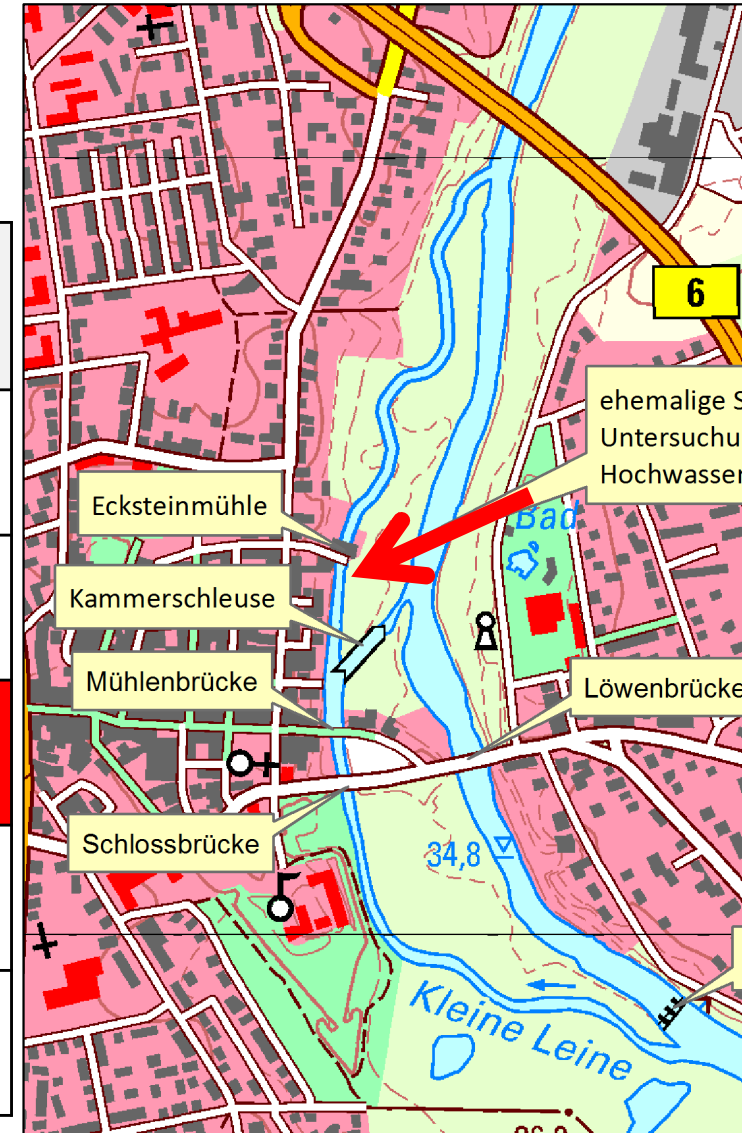 6
ehemalige S
Untersuchu
Hochwasser
Ecksteinmühle
Bad
Kammerschleuse
Mühlenbrücke
Löwenbrücke
Schlossbrücke
34,8
Kleine Leine